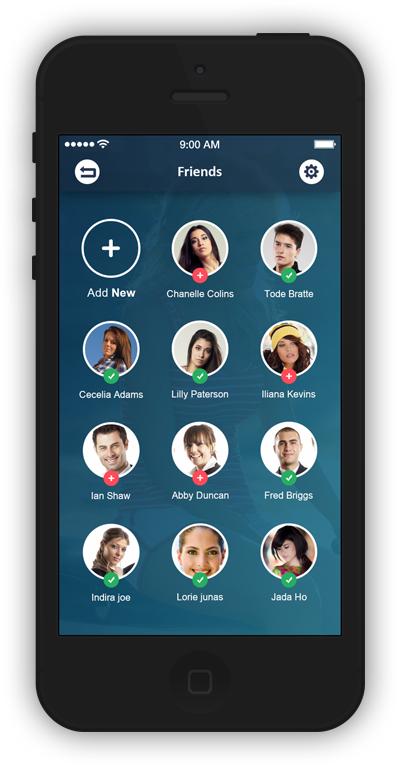 9:00 AM
Friends
Add New
Chanelle Colins
Tode Bratte
Cecelia Adams
Lilly Paterson
Iliana Kevins
Ian Shaw
Abby Duncan
Fred Briggs
Indira joe
Lorie junas
Jada Ho